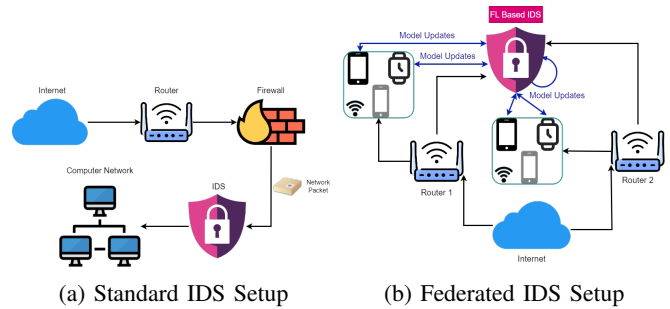 Internet
Router
Firewall
Computer Network
IDS
Network
Packet
(a) Standard IDS Setup
FL Based IDS
Model Updates
Model Updates
Model Updates
Router 1
Router 2
Internet
(b) Federated IDS Setup